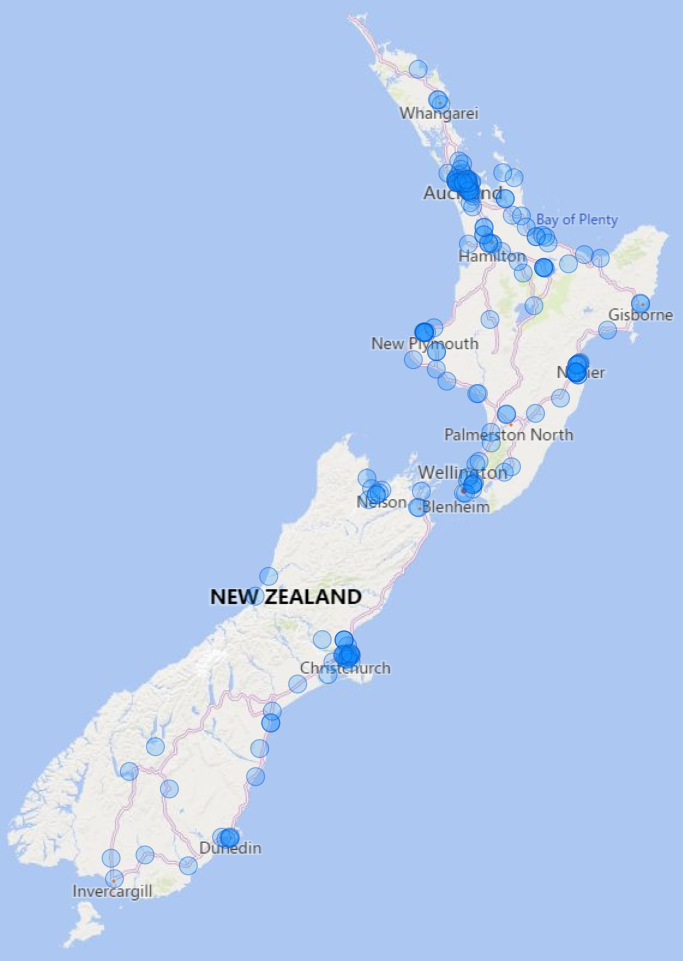 Whangarei
Auckland
Bay of Plenty
Hamilton
Gisborne
New Plymouth
Napier
Palmerston North
Wellington
Nelson
Blenheim
NEW ZEALAND
Christchurch
Dunedin
Invercargill